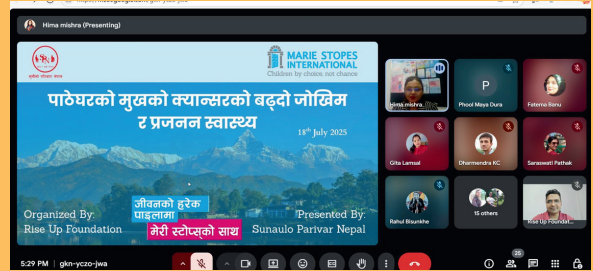 Hima mishra (Presenting)
MARIE STOPES
INTERNATIONAL
Children by choice, not chance
पाठेघरको मुखको क्यान्सरको बढ्दो जोखिम
र प्रजनन स्वास्थ्य
18th July 2025
जीवनको हरेक
पाइलामा
मेरी स्टोप्सको साथ
Organized By:
Rise Up Foundation
Presented By:
Sunaulo Parivar Nepal
Hima mishra
P
Phool Maya Dura
Fatema Banu
Gita Lamsal
Dharmendra KC
Saraswati Pathak
Rahul Bisunkhe
15 others
Rise Up Foundat...
5:29 PM | gkn-yczo-jwa
25